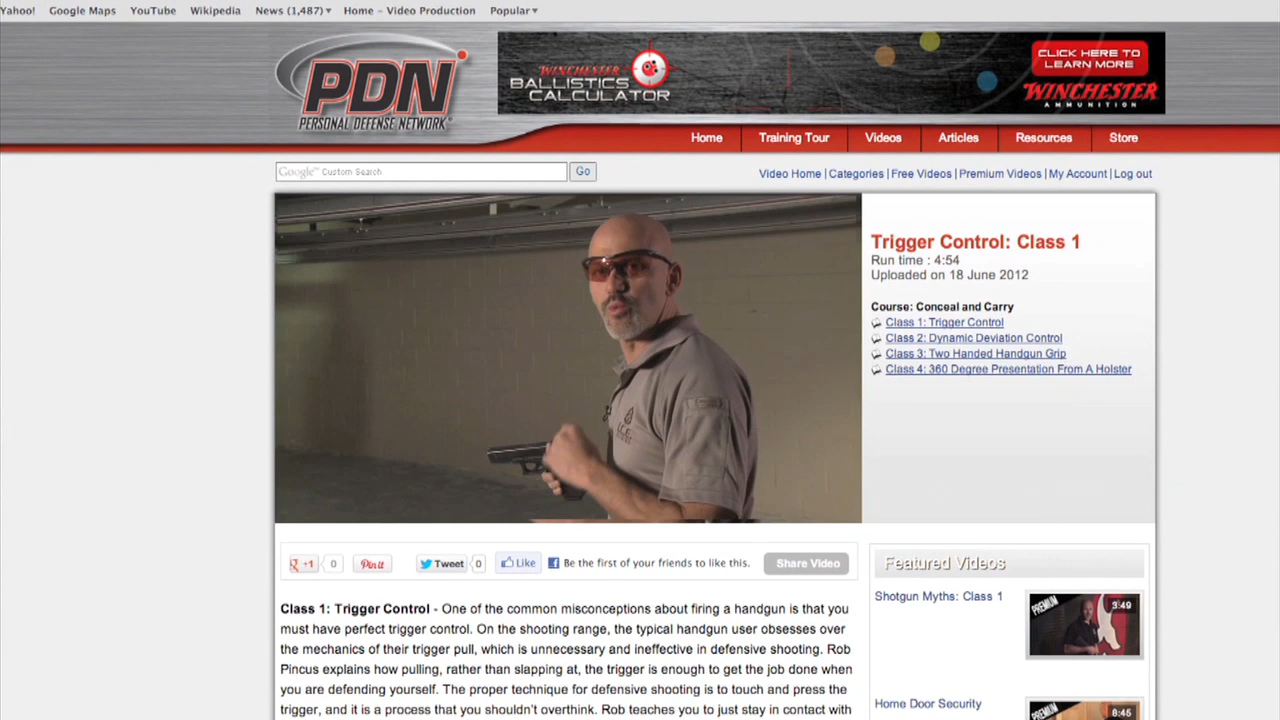 Yahoo! Google Maps YouTube Wikipedia News (1,487) Home – Video Production Popular
PDN
PERSONAL DEFENSE NETWORK
WINCHESTER
BALLISTICS
CALCULATOR
CLICK HERE TO
LEARN MORE
WINCHESTER
AMMUNITION
Home Training Tour Videos Articles Resources Store
Google™ Custom Search Go
Video Home | Categories | Free Videos | Premium Videos | My Account | Log out
Trigger Control: Class 1
Run time : 4:54
Uploaded on 18 June 2012
Course: Conceal and Carry
Class 1: Trigger Control
Class 2: Dynamic Deviation Control
Class 3: Two Handed Handgun Grip
Class 4: 360 Degree Presentation From A Holster
I.C.E.
+1 0 Pin it Tweet 0 Like Be the first of your friends to like this. Share Video
Class 1: Trigger Control - One of the common misconceptions about firing a handgun is that you
must have perfect trigger control. On the shooting range, the typical handgun user obsesses over
the mechanics of their trigger pull, which is unnecessary and ineffective in defensive shooting. Rob
Pincus explains how pulling, rather than slapping at, the trigger is enough to get the job done when
you are defending yourself. The proper technique for defensive shooting is to touch and press the
trigger, and it is a process that you shouldn't overthink. Rob teaches you to just stay in contact with
Featured Videos
Shotgun Myths: Class 1
PREMIUM 3:49
Home Door Security
PREMIUM 8:45